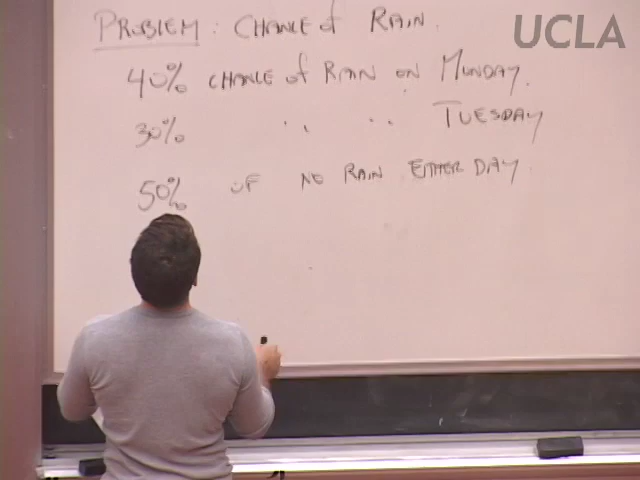 PROBLEM: CHANCE of RAIN.
UCLA
40% CHANCE of RAIN ON MONDAY.
30% " " TUESDAY
50% OF NO RAIN EITHER DAY